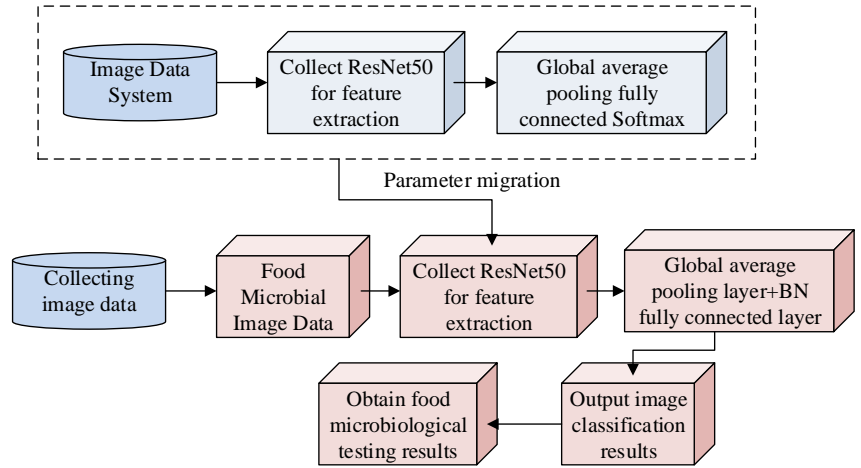 Image Data
System
Collect ResNet50
for feature
extraction
Global average
pooling fully
connected Softmax
Parameter migration
Collecting
image data
Food
Microbial
Image Data
Collect ResNet50
for feature
extraction
Global average
pooling layer+BN
fully connected layer
Obtain food
microbiological
testing results
Output image
classification
results